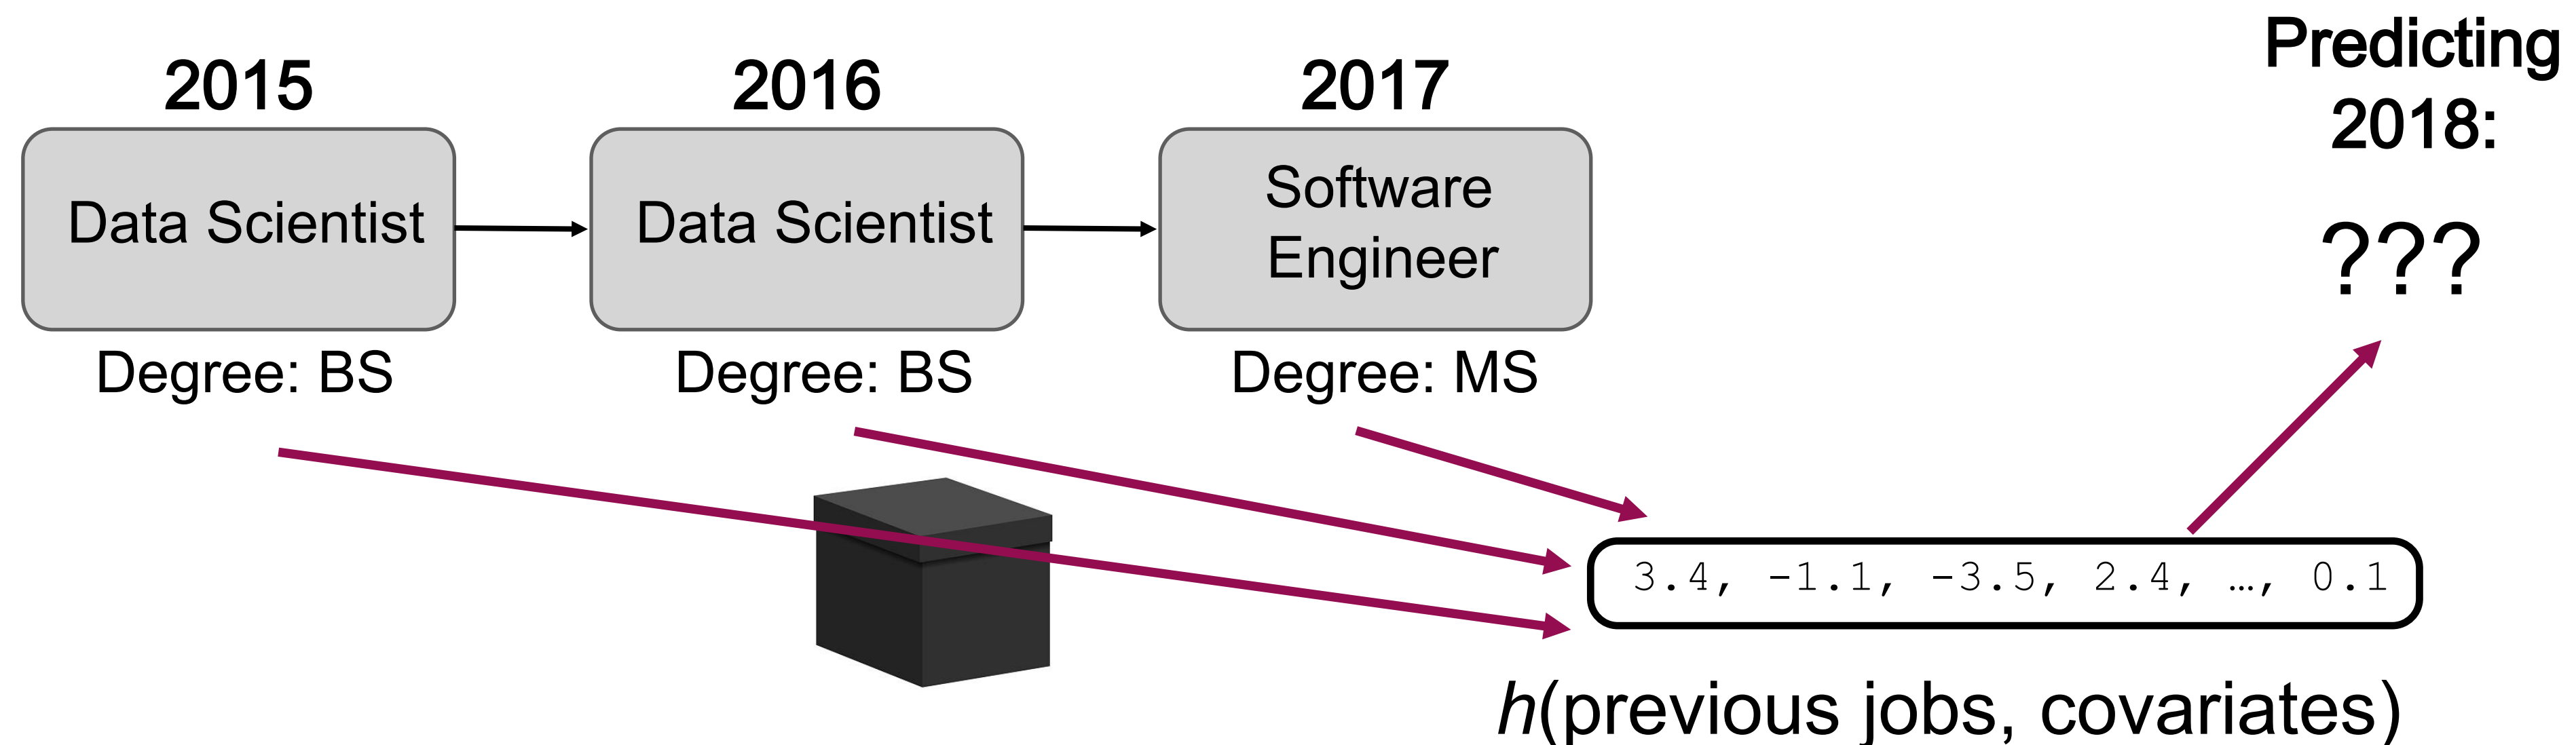 2015
2016
2017
Predicting
2018:
Data Scientist
Data Scientist
Software
Engineer
???
Degree: BS
Degree: BS
Degree: MS
3.4, -1.1, -3.5, 2.4, …, 0.1
h(previous jobs, covariates)